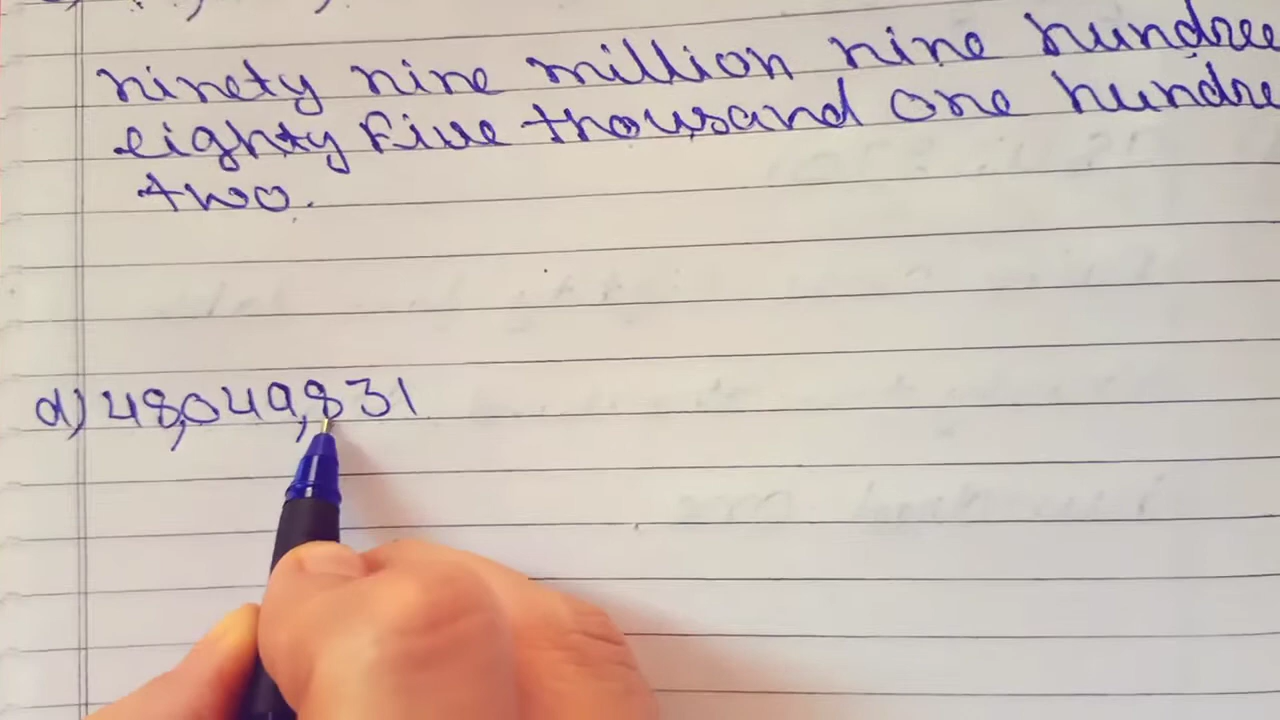 ninety nine million nine hundre
eighty five thousand one hundre
two.
d) 48,049,831